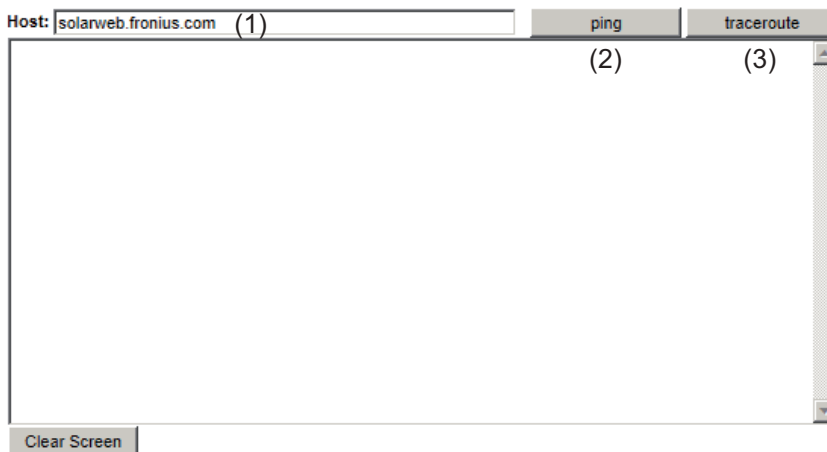 Host: solarweb.fronius.com (1) ping traceroute
(2) (3)
Clear Screen